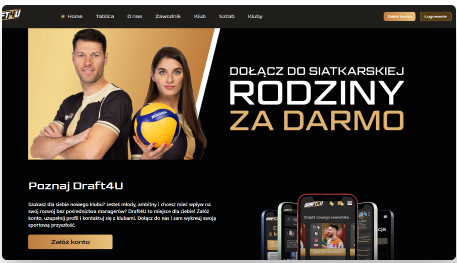 Home Tablica O nas Zawodnik Klub Sztab Kluby Załóż konto Logowanie
DOŁĄCZ DO SIATKARSKIEJ
RODZINY
ZA DARMO
Poznaj Draft4U
Szukasz dla siebie nowego klubu? Jesteś młody, ambitny i chcesz mieć wpływ na
swój rozwój bez pośrednictwa managerów? Draft4U to miejsce dla ciebie! Załóż
konto, uzupełnij profil i kontaktuj się z klubami. Dołącz do nas i sam wykreuj swoją
sportową przyszłość.
Załóż konto
Znajdź nowego zawodnika